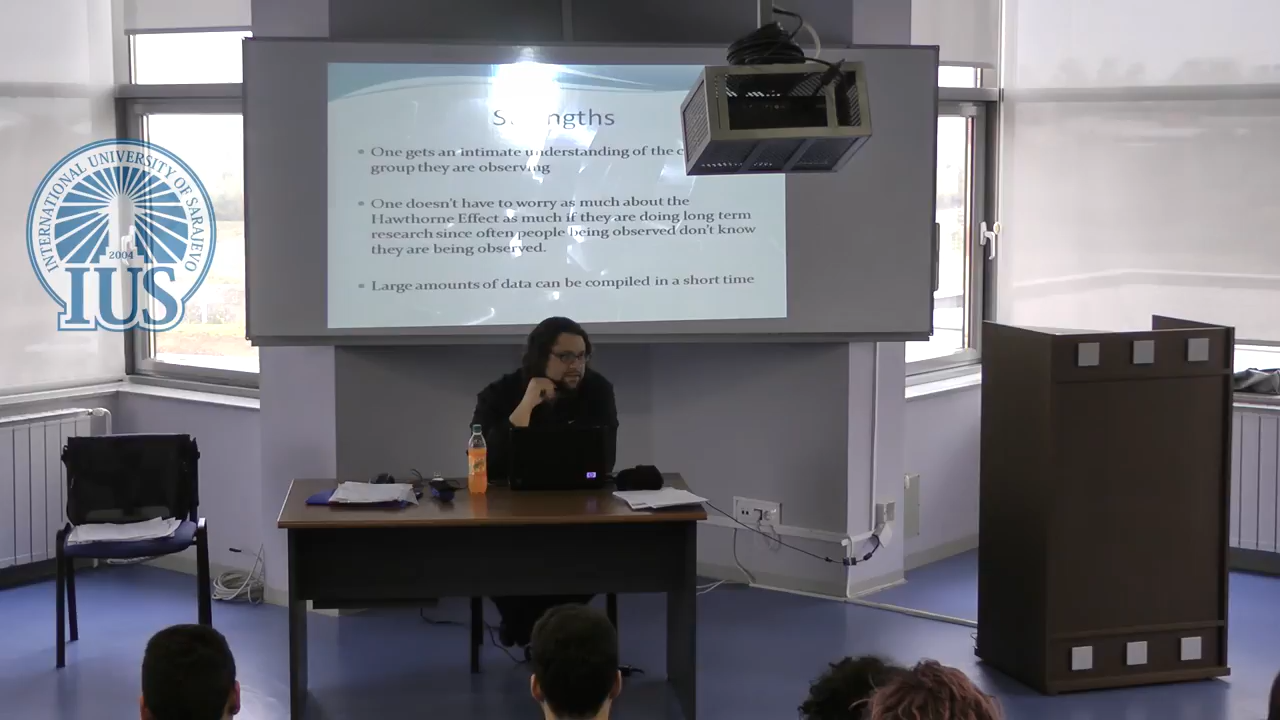 Strengths
One gets an intimate understanding of the
group they are observing
One doesn't have to worry as much about the
Hawthorne Effect as much if they are doing long term
research since often people being observed don't know
they are being observed.
Large amounts of data can be compiled in a short time
INTERNATIONAL UNIVERSITY OF SARAJEVO
2004
IUS
hp